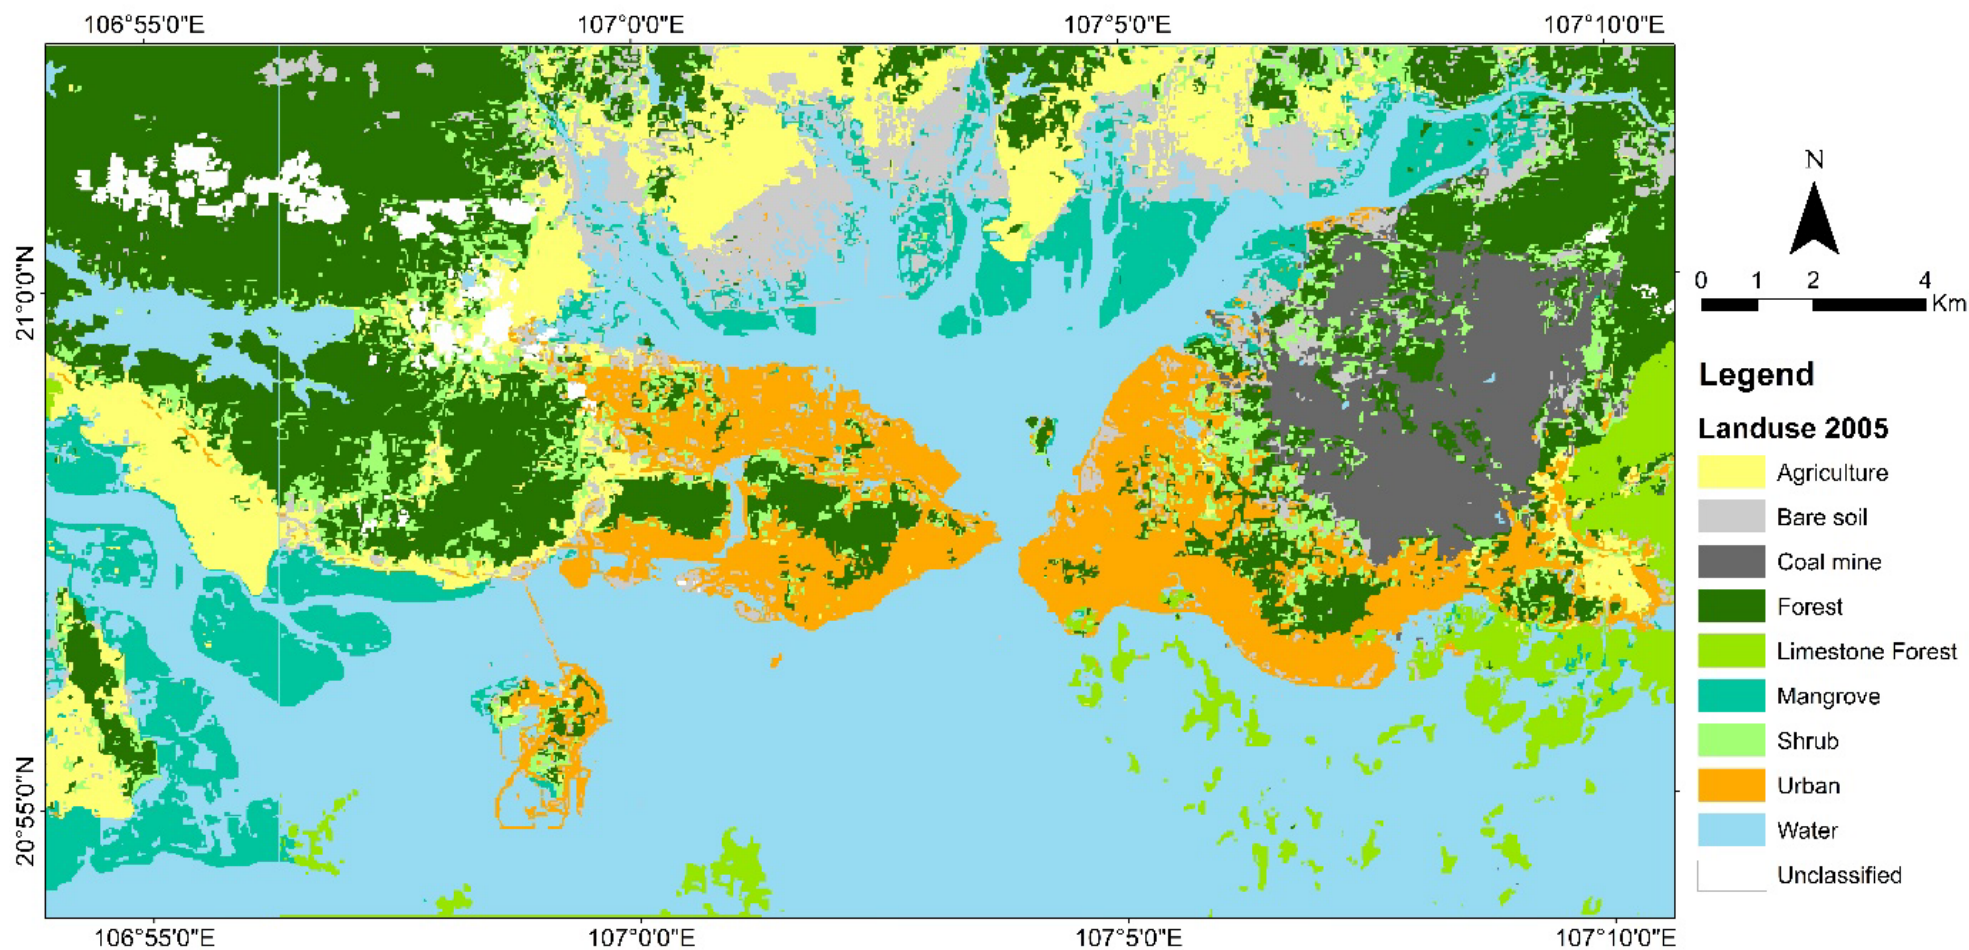 106°55'0"E 107°0'0"E 107°5'0"E 107°10'0"E
N
21°0'0"N
0 1 2 4
Km
Legend
Landuse 2005
Agriculture
Bare soil
Coal mine
Forest
Limestone Forest
Mangrove
Shrub
Urban
20°55'0"N
Water
Unclassified
106°55'0"E 107°0'0"E 107°5'0"E 107°10'0"E